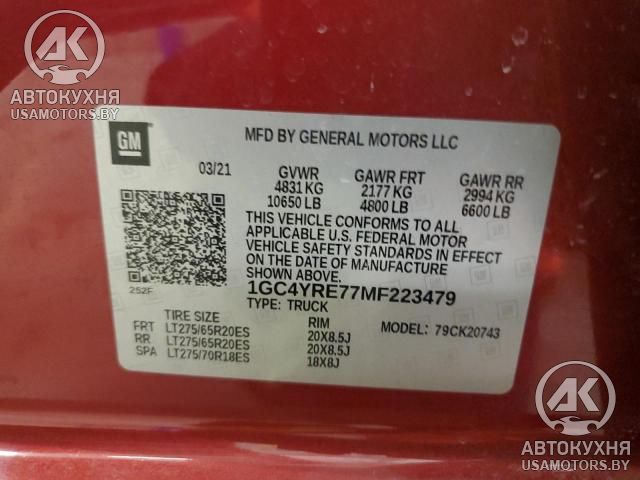 АК
АВТОКУХНЯ
USAMOTORS.BY
GM
MFD BY GENERAL MOTORS LLC
03/21 GVWR GAWR FRT GAWR RR
4831 KG 2177 KG 2994 KG
10650 LB 4800 LB 6600 LB
THIS VEHICLE CONFORMS TO ALL
APPLICABLE U.S. FEDERAL MOTOR
VEHICLE SAFETY STANDARDS IN EFFECT
ON THE DATE OF MANUFACTURE
SHOWN ABOVE.
252F
1GC4YRE77MF223479
TYPE: TRUCK
TIRE SIZE RIM MODEL: 79CK20743
FRT LT275/65R20ES 20X8.5J
RR LT275/65R20ES 20X8.5J
SPA LT275/70R18ES 18X8J
АК
АВТОКУХНЯ
USAMOTORS.BY